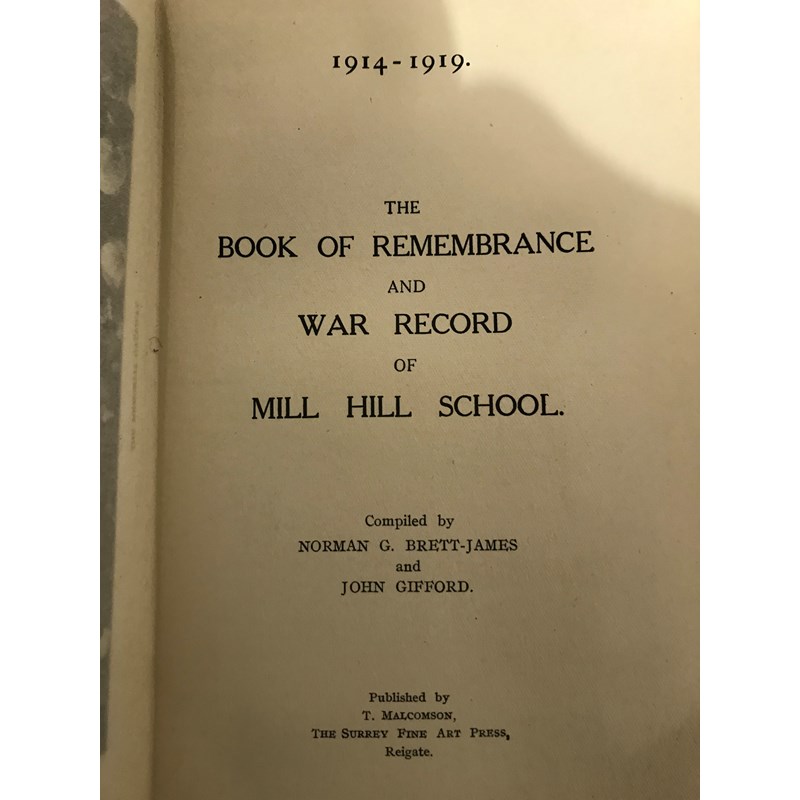 1914-1919.
THE
BOOK OF REMEMBRANCE
AND
WAR RECORD
OF
MILL HILL SCHOOL.
Compiled by
NORMAN G. BRETT-JAMES
and
JOHN GIFFORD.
Published by
T. MALCOMSON,
THE SURREY FINE ART PRESS,
Reigate.